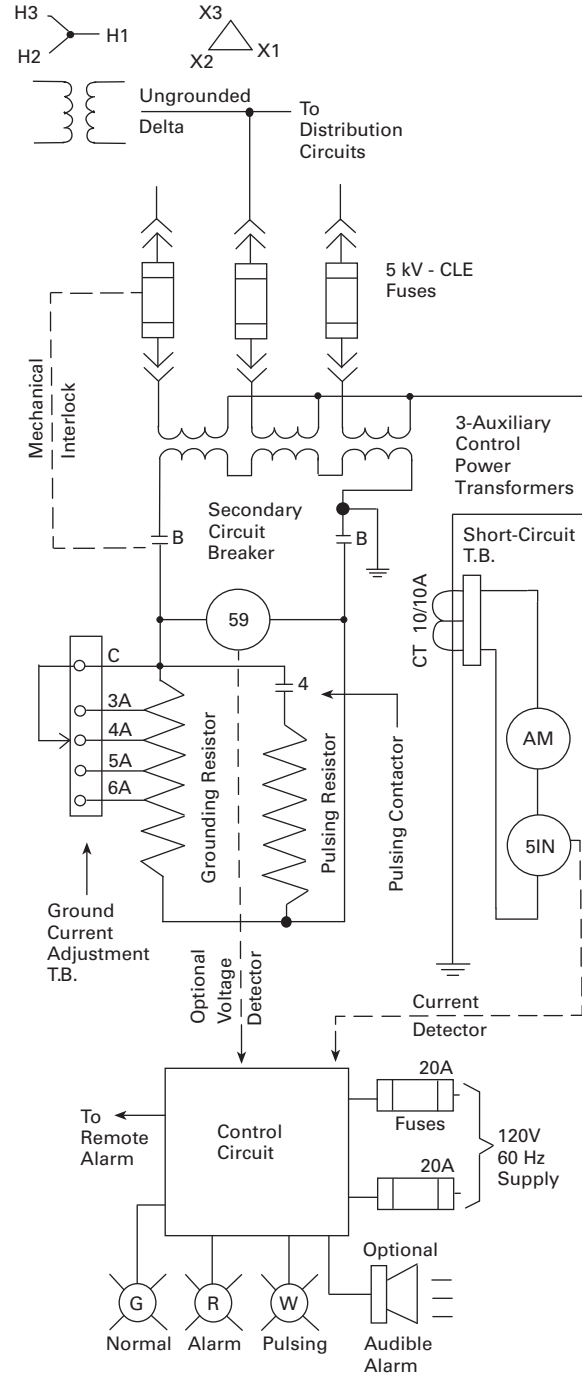 H3
H1
H2
X3
X2
X1
Ungrounded
Delta
To
Distribution
Circuits
5 kV - CLE
Fuses
Mechanical
Interlock
3-Auxiliary
Control
Power
Transformers
Secondary
Circuit
Breaker
B
B
Short-Circuit
T.B.
CT 10/10A
59
C
3A
4A
5A
6A
4
Grounding Resistor
Pulsing Resistor
Pulsing Contactor
AM
5IN
Ground
Current
Adjustment
T.B.
Optional
Voltage
Detector
Current
Detector
To
Remote
Alarm
Control
Circuit
20A
Fuses
20A
120V
60 Hz
Supply
G
Normal
R
Alarm
W
Pulsing
Optional
Audible
Alarm